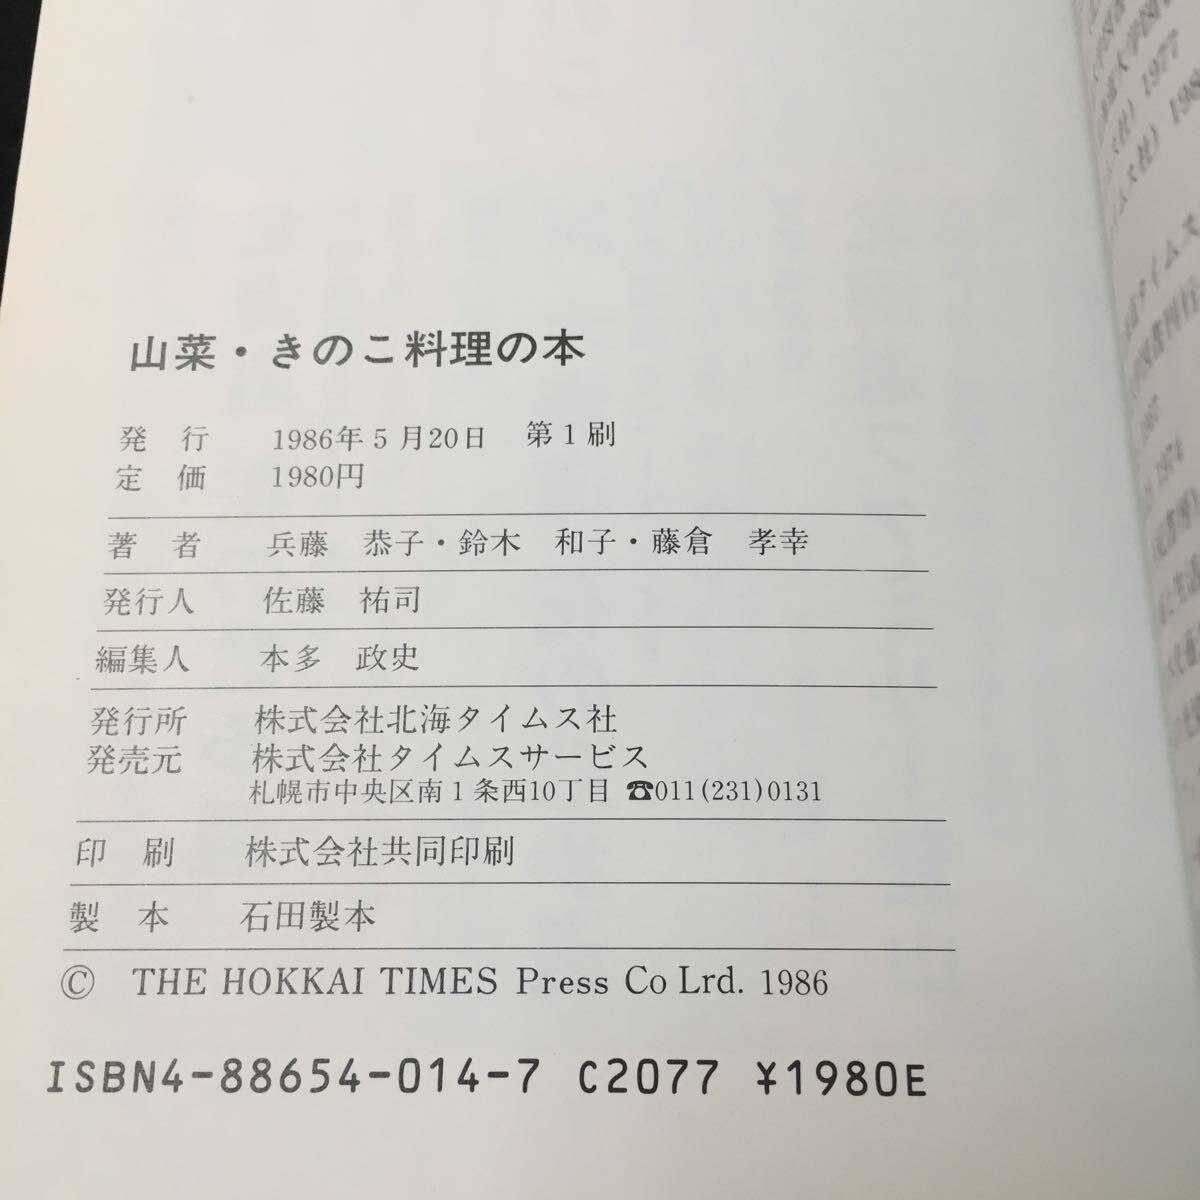 山菜・きのこ料理の本
発 行 1986年5月20日 第1刷
定 価 1980円
著 者 兵藤 恭子・鈴木 和子・藤倉 孝幸
発行人 佐藤 祐司
編集人 本多 政史
発行所 株式会社北海タイムス社
発売元 株式会社タイムスサービス
札幌市中央区南1条西10丁目 ☎011(231)0131
印 刷 株式会社共同印刷
製 本 石田製本
© THE HOKKAI TIMES Press Co Lrd. 1986
ISBN4-88654-014-7 C2077 ¥1980E